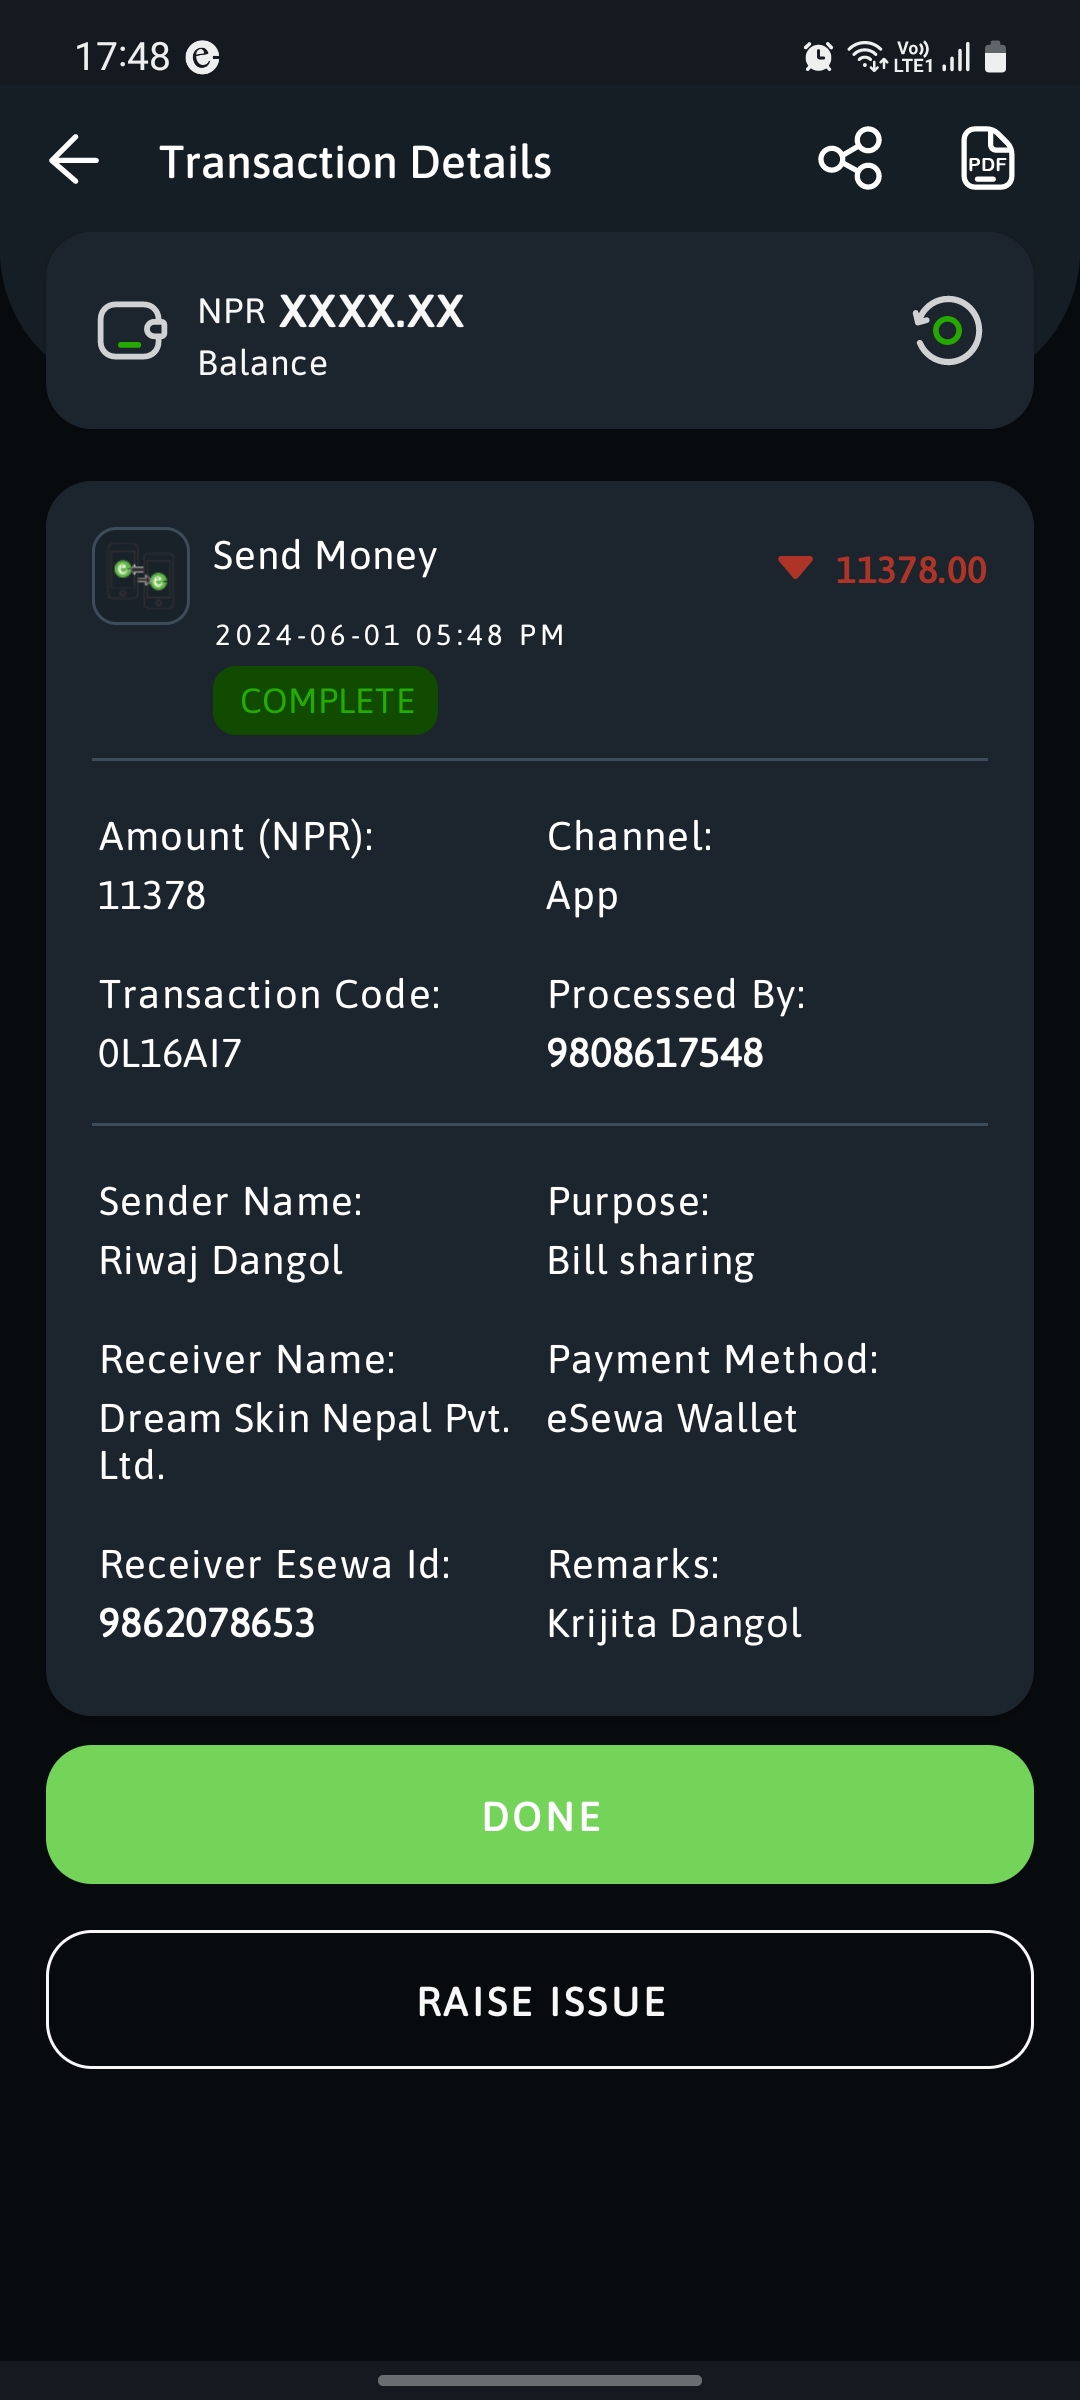 17:48
Vo))
LTE1
Transaction Details
PDF
NPR XXXX.XX
Balance
Send Money
11378.00
2024-06-01 05:48 PM
COMPLETE
Amount (NPR):
Channel:
11378
App
Transaction Code:
Processed By:
0L16AI7
9808617548
Sender Name:
Purpose:
Riwaj Dangol
Bill sharing
Receiver Name:
Payment Method:
Dream Skin Nepal Pvt.
Ltd.
eSewa Wallet
Receiver Esewa Id:
Remarks:
9862078653
Krijita Dangol
DONE
RAISE ISSUE